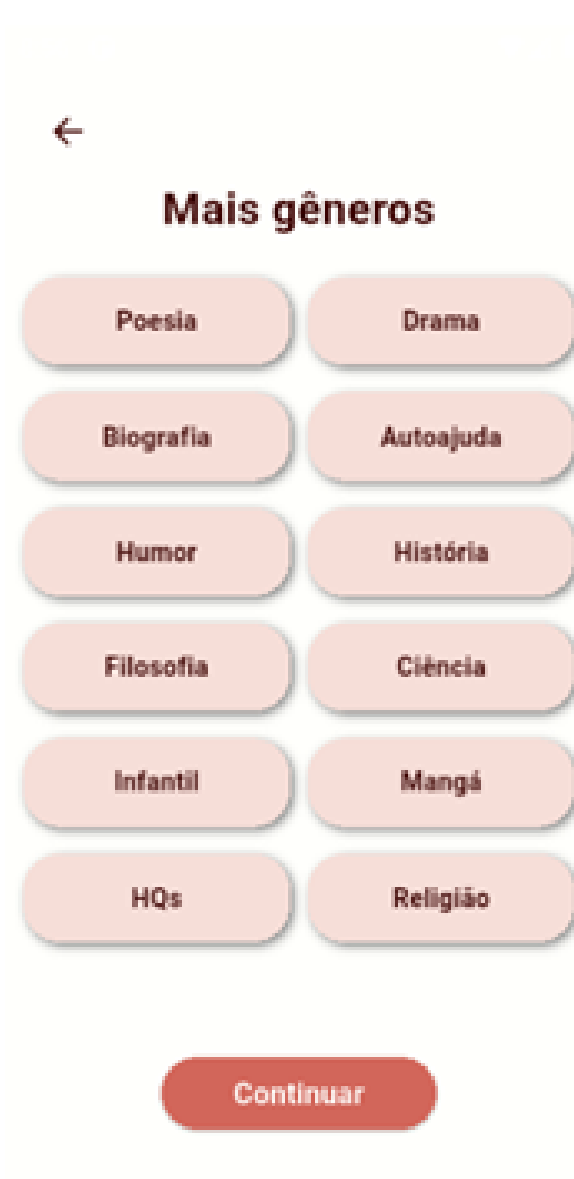 Mais gêneros
Poesia
Drama
Biografia
Autoajuda
Humor
História
Filosofia
Ciência
Infantil
Mangá
HQs
Religião
Continuar